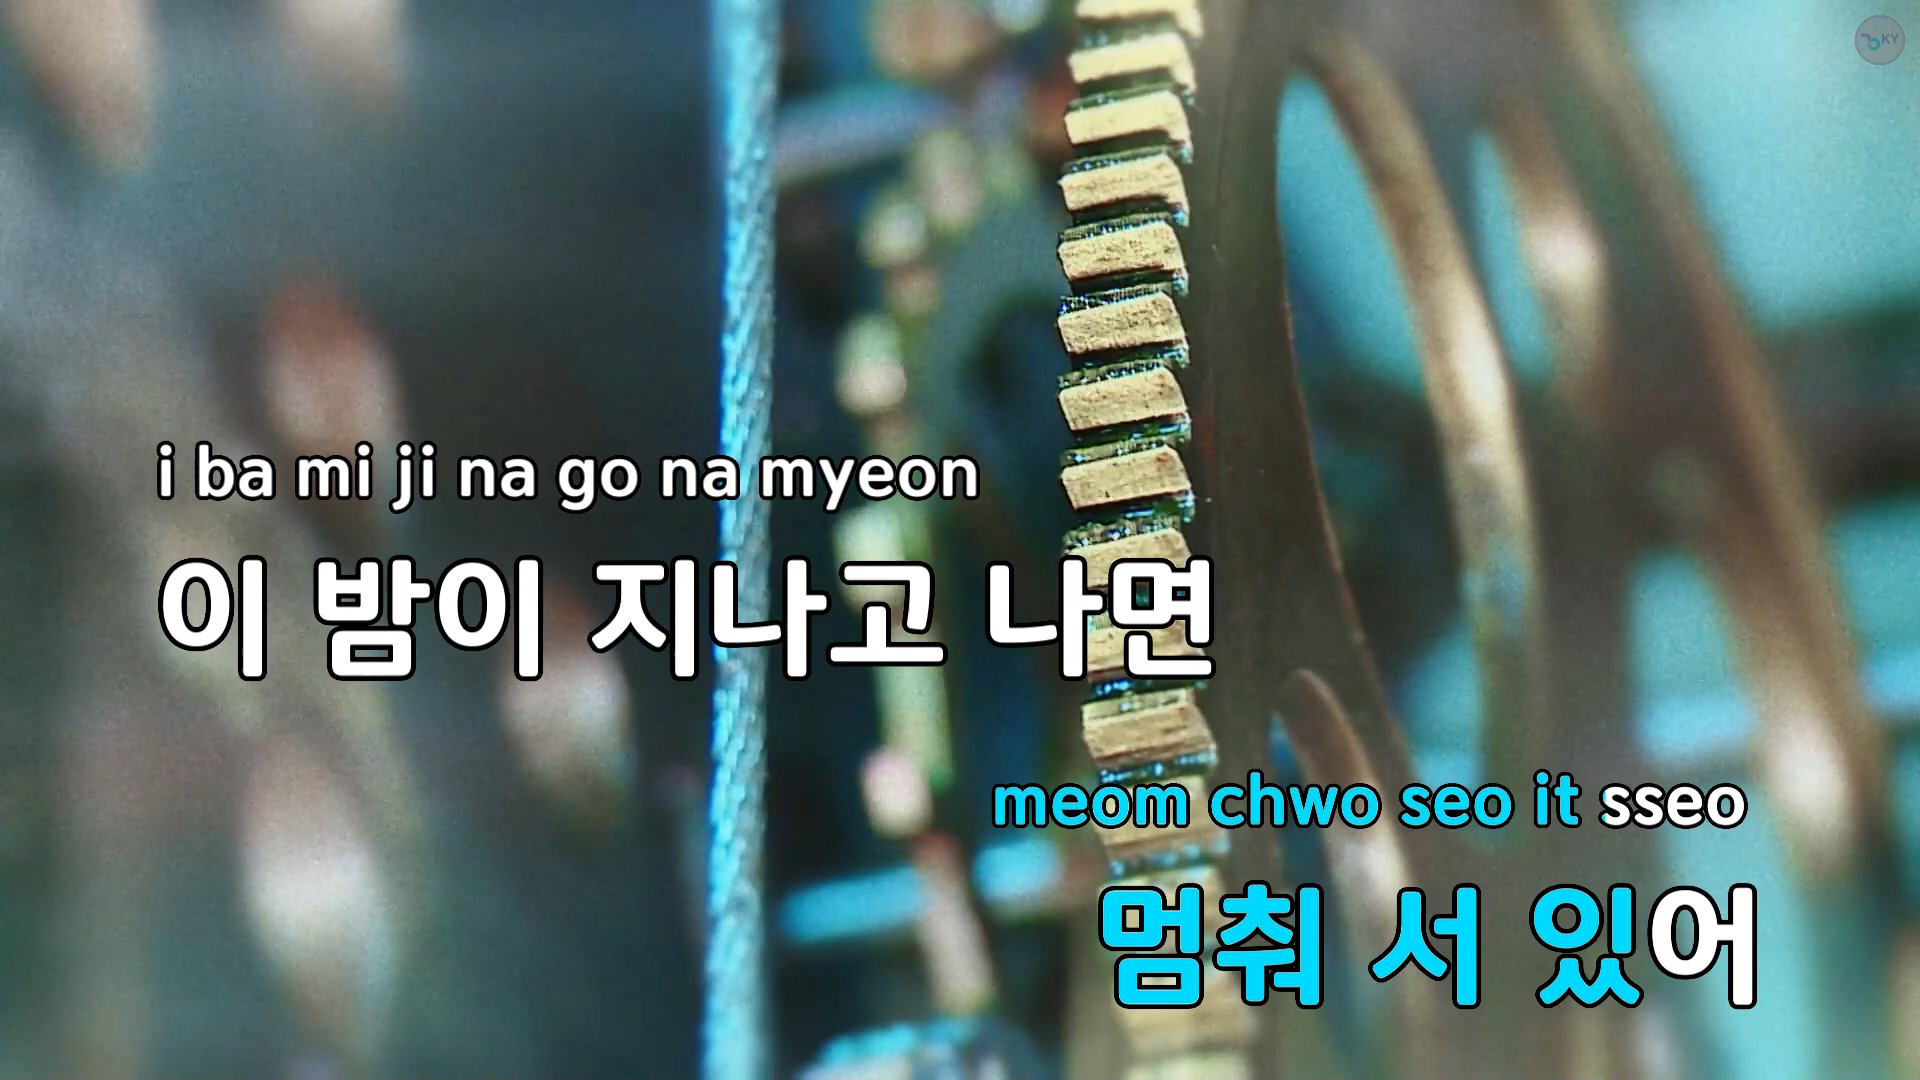 KY
i ba mi ji na go na myeon
이 밤이 지나고 나면
meom chwo seo it sseo
멈춰 서 있어